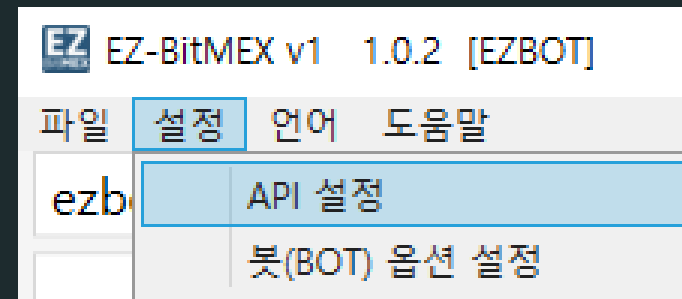 EZ EZ-BitMEX v1 1.0.2 [EZBOT]
파일 설정 언어 도움말
ezb
API 설정
봇(BOT) 옵션 설정